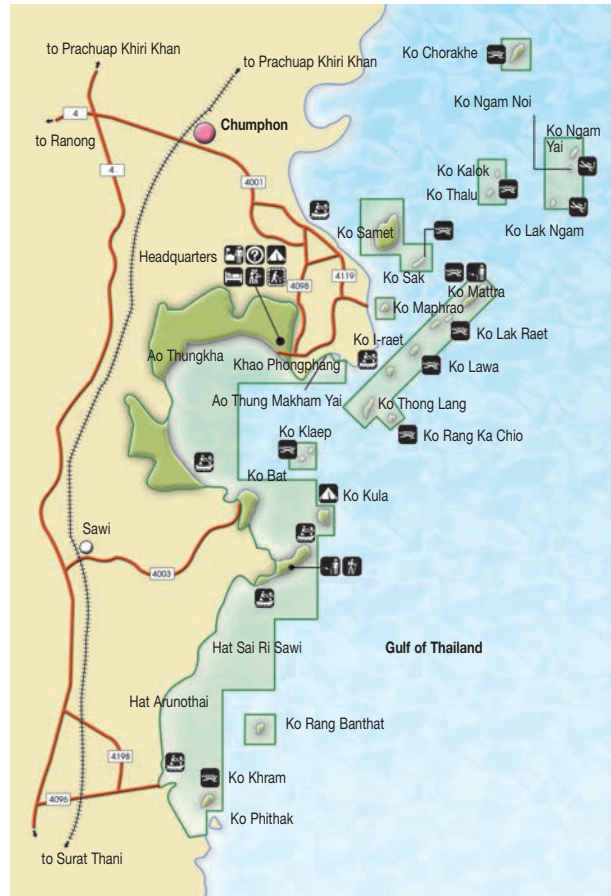 to Prachuap Khiri Khan
to Prachuap Khiri Khan
Ko Chorakhe
Ko Ngam Noi
Ko Ngam
Yai
4
to Ranong
Chumphon
4
4001
Ko Kalok
Ko Thalu
Ko Lak Ngam
Ko Samet
Ko Sak
Headquarters
4098
4119
Ko Mattra
Ko Maphrao
Ko Lak Raet
Ko I-raet
Ao Thungkha
Khao Phongphang
Ko Lawa
Ao Thung Makham Yai
Ko Thong Lang
Ko Rang Ka Chio
Ko Klaep
Ko Bat
Ko Kula
Sawi
4003
Hat Sai Ri Sawi
Gulf of Thailand
Hat Arunothai
Ko Rang Banthat
4198
Ko Khram
4096
Ko Phithak
to Surat Thani